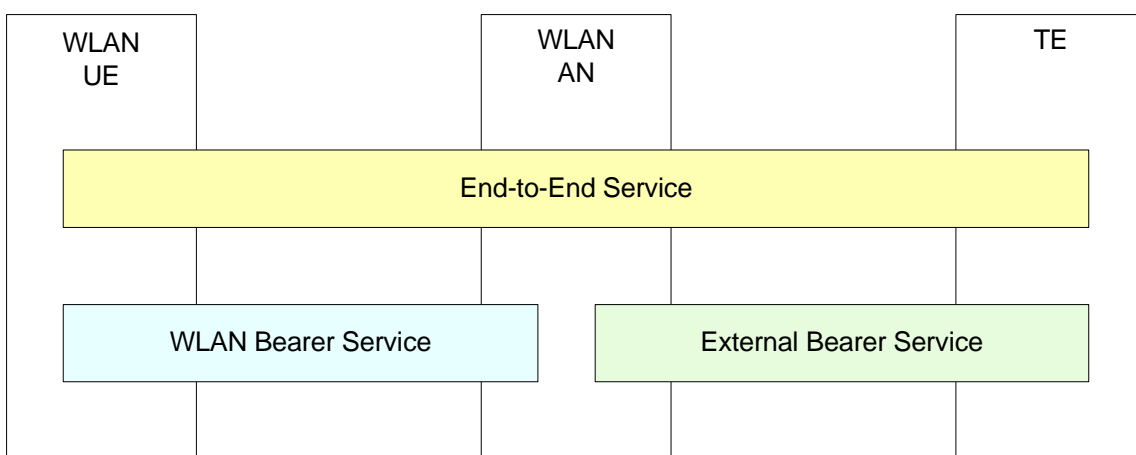 WLAN
UE
WLAN
AN
TE
End-to-End Service
WLAN Bearer Service
External Bearer Service